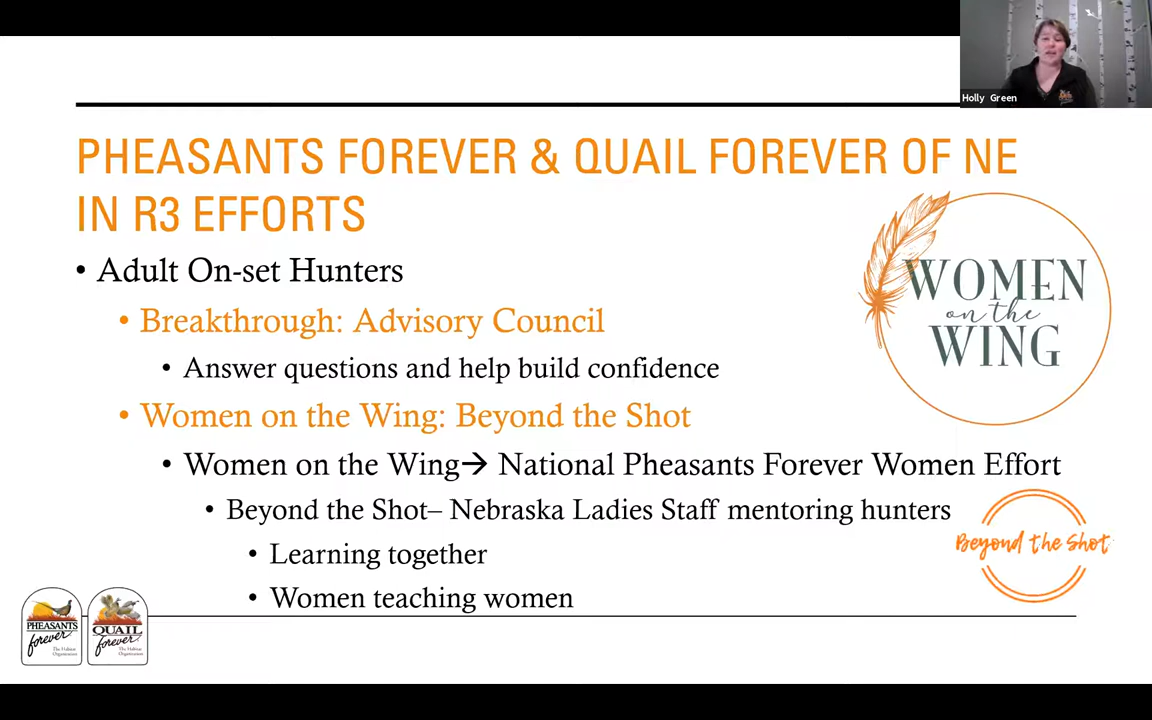 Holly Green
PHEASANTS FOREVER & QUAIL FOREVER OF NE
IN R3 EFFORTS
• Adult On-set Hunters
• Breakthrough: Advisory Council
• Answer questions and help build confidence
• Women on the Wing: Beyond the Shot
• Women on the Wing→ National Pheasants Forever Women Effort
• Beyond the Shot– Nebraska Ladies Staff mentoring hunters
• Learning together
• Women teaching women
WOMEN
on the
WING
Beyond the Shot
PHEASANTS
forever
The Habitat
Organization
QUAIL
forever
The Habitat
Organization